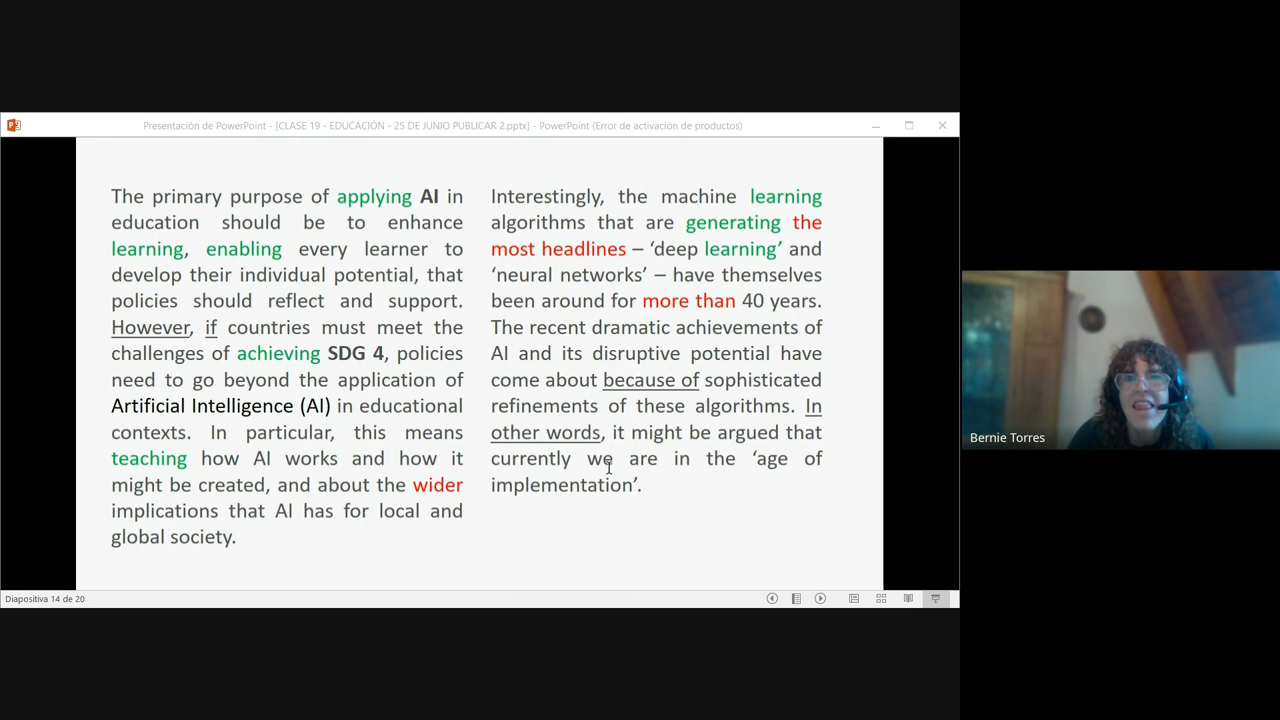 Presentación de PowerPoint - [CLASE 19 - EDUCACIÓN - 25 DE JUNIO PUBLICAR 2.pptx] - PowerPoint (Error de activación de productos)
The primary purpose of applying AI in
education should be to enhance
learning, enabling every learner to
develop their individual potential, that
policies should reflect and support.
However, if countries must meet the
challenges of achieving SDG 4, policies
need to go beyond the application of
Artificial Intelligence (AI) in educational
contexts. In particular, this means
teaching how AI works and how it
might be created, and about the wider
implications that AI has for local and
global society.
Interestingly, the machine learning
algorithms that are generating the
most headlines – ‘deep learning’ and
‘neural networks’ – have themselves
been around for more than 40 years.
The recent dramatic achievements of
AI and its disruptive potential have
come about because of sophisticated
refinements of these algorithms. In
other words, it might be argued that
currently we are in the ‘age of
implementation’.
Diapositiva 14 de 20
Bernie Torres